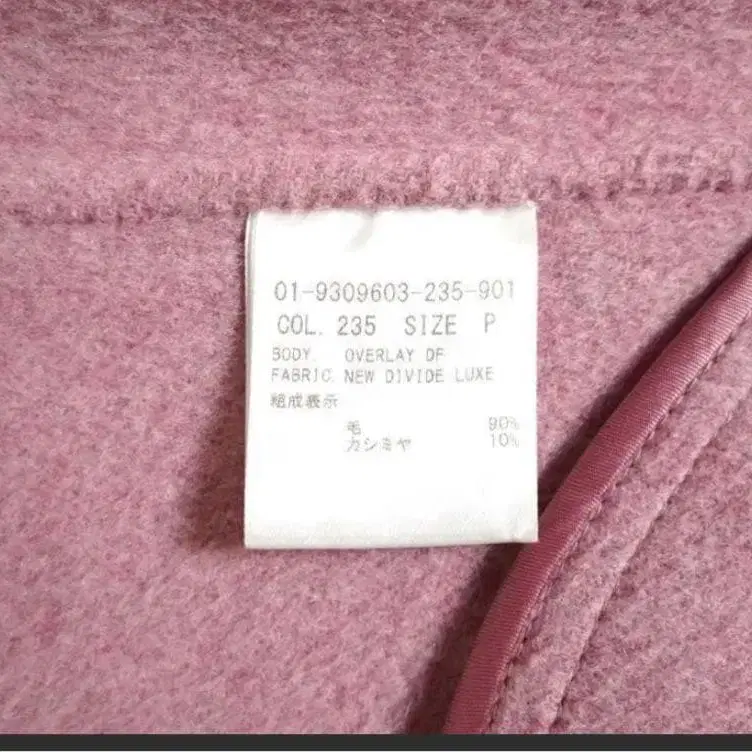 01-9309603-235-901
COL. 235 SIZE P
BODY. OVERLAY DF
FABRIC. NEW DIVIDE LUXE
組成表示
毛 90%
カシミヤ 10%